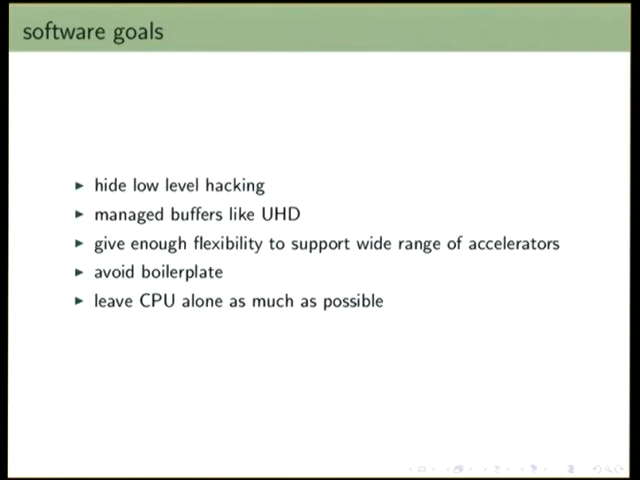 software goals
hide low level hacking
managed buffers like UHD
give enough flexibility to support wide range of accelerators
avoid boilerplate
leave CPU alone as much as possible